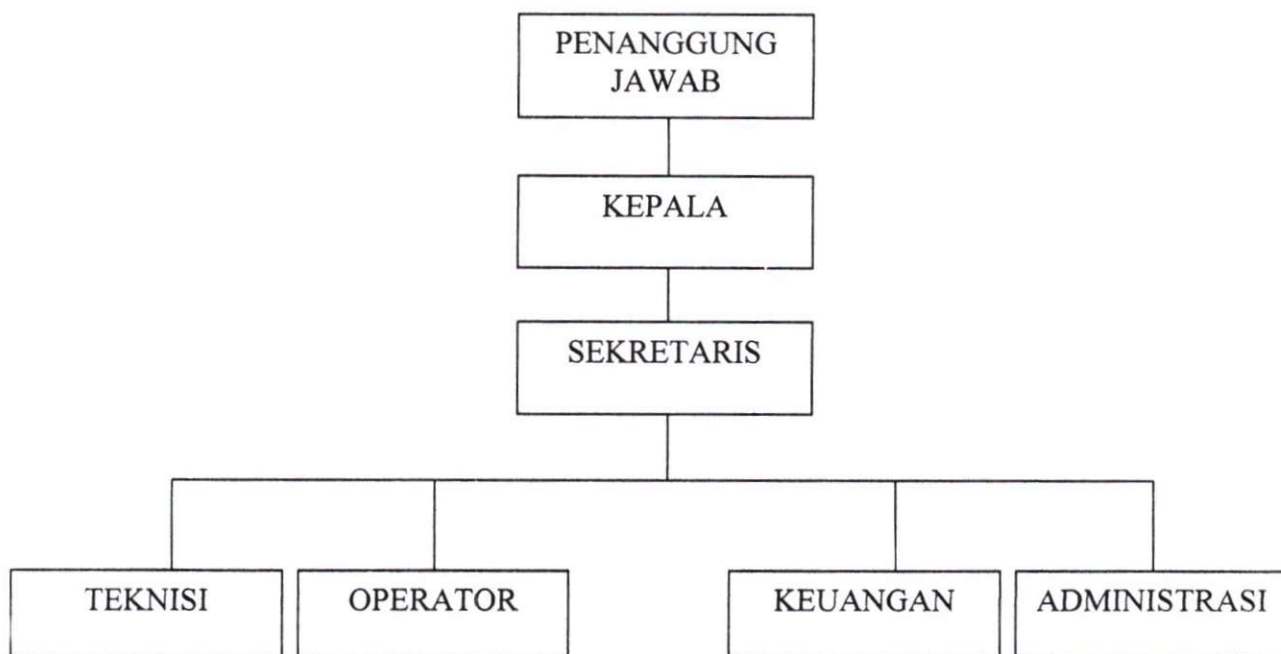 PENANGGUNG
JAWAB
KEPALA
SEKRETARIS
TEKNISI
OPERATOR
KEUANGAN
ADMINISTRASI